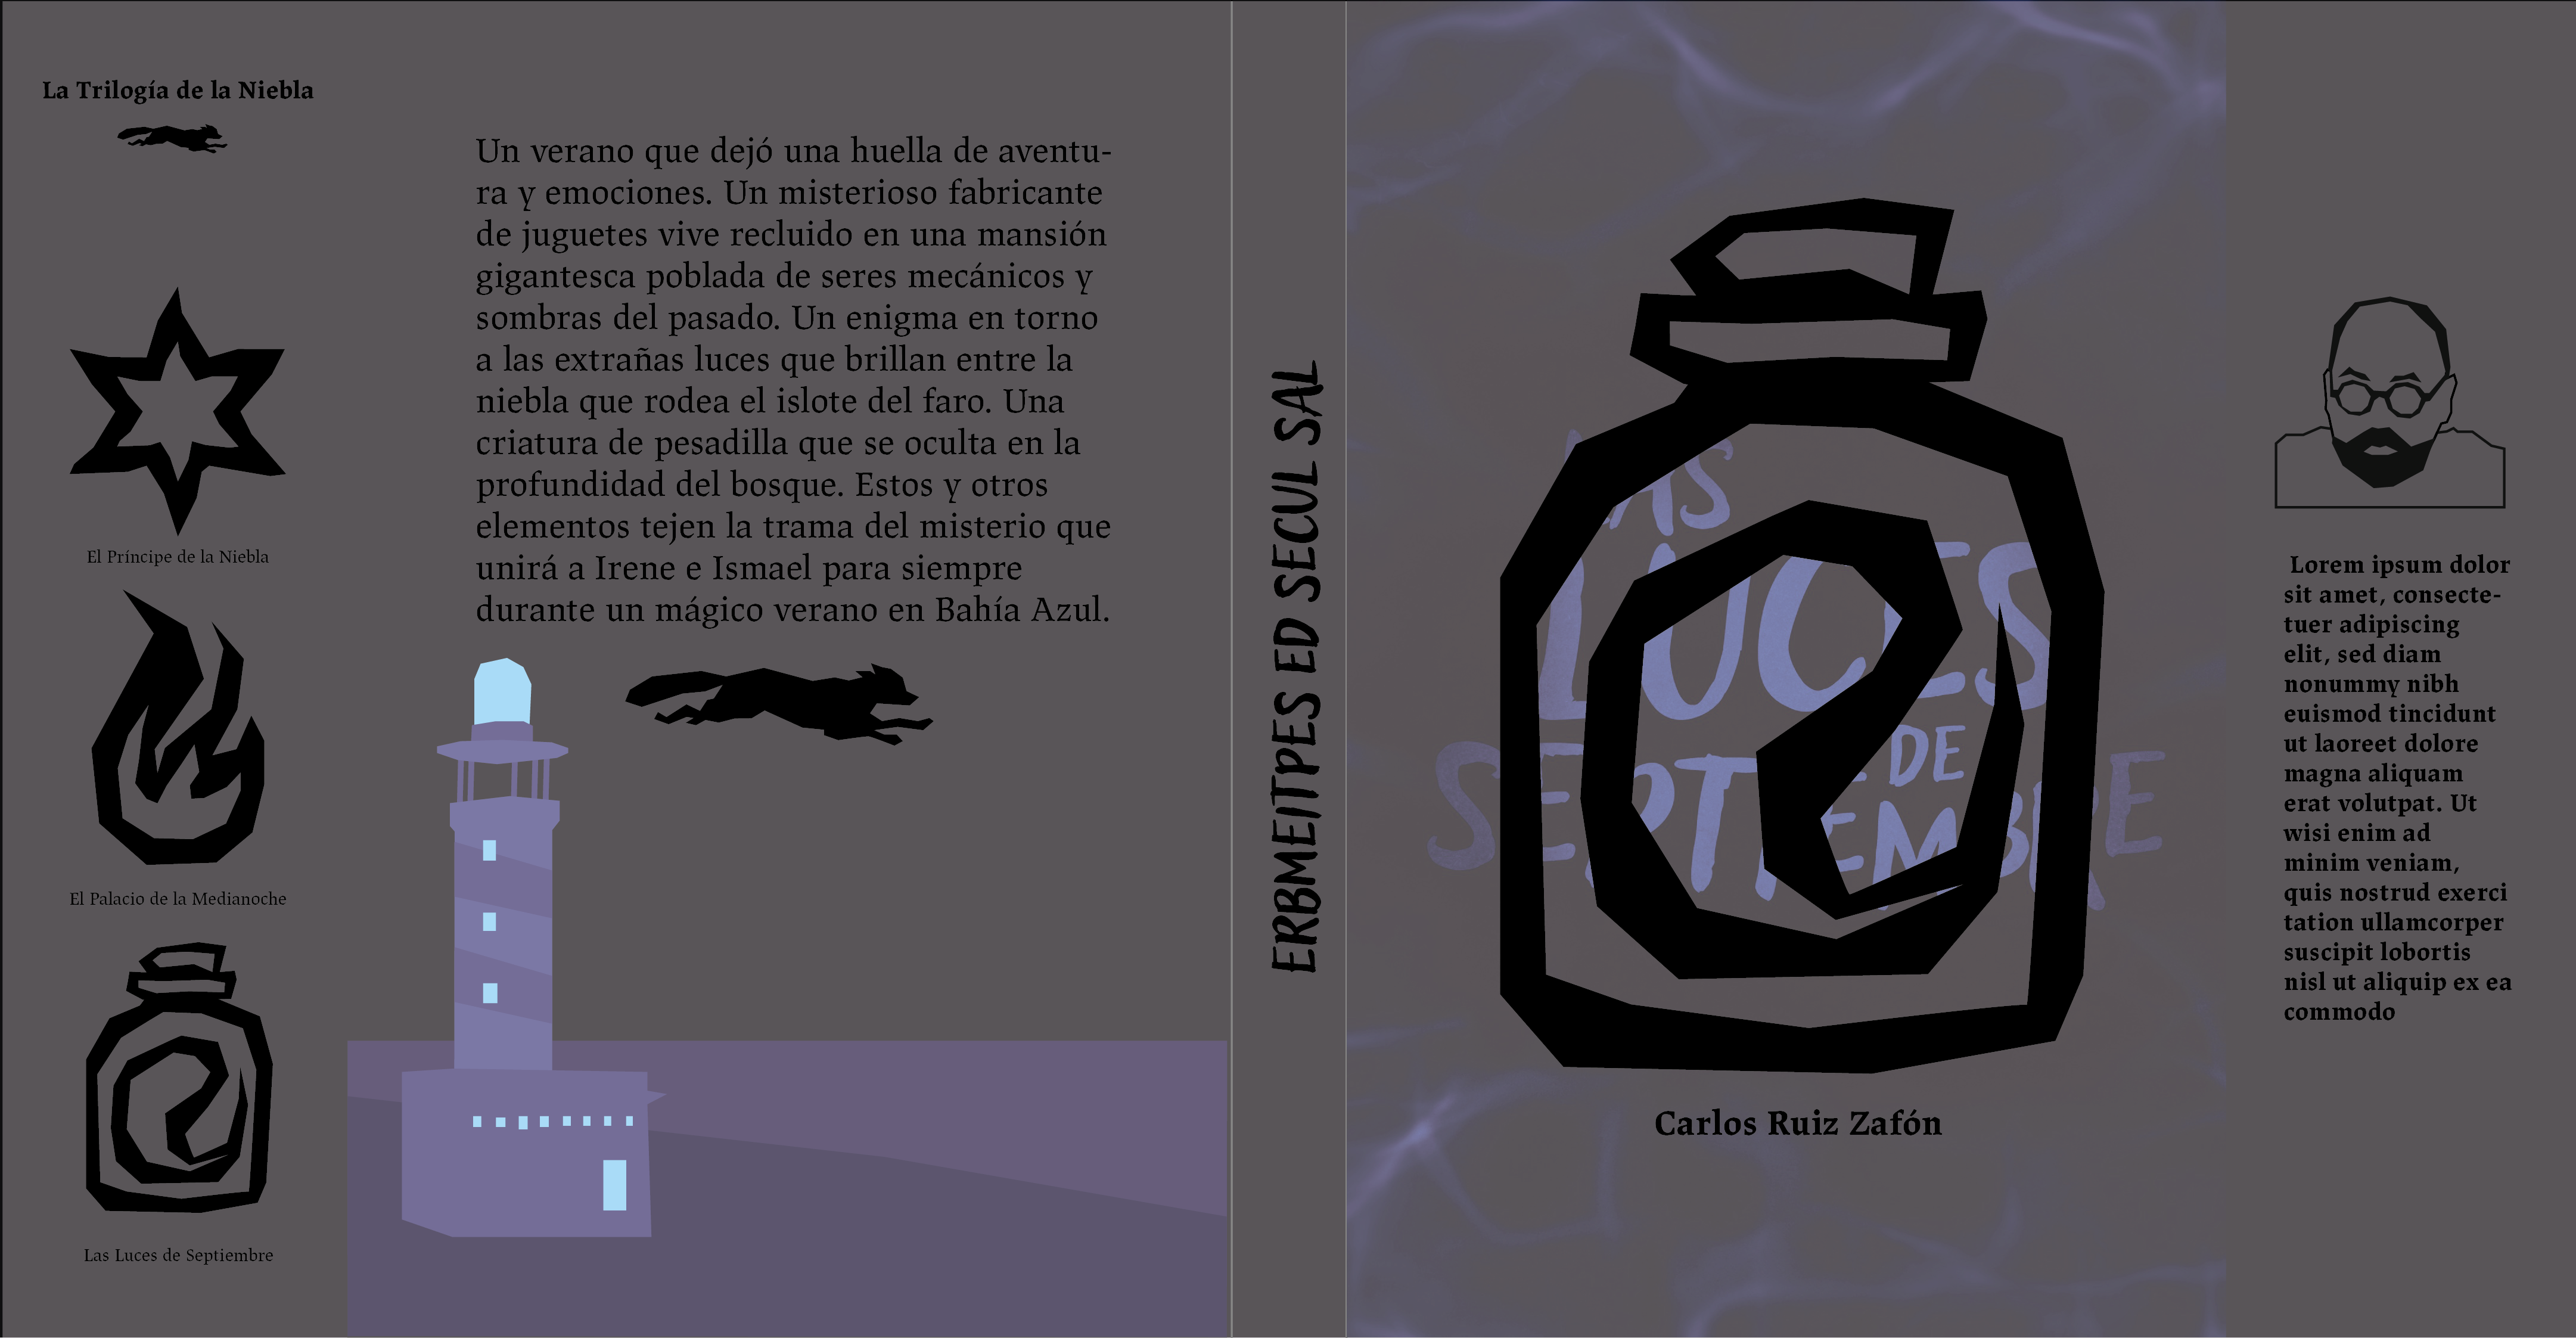 La Trilogía de la Niebla
El Príncipe de la Niebla
El Palacio de la Medianoche
Las Luces de Septiembre
Un verano que dejó una huella de aventu-
ra y emociones. Un misterioso fabricante
de juguetes vive recluido en una mansión
gigantesca poblada de seres mecánicos y
sombras del pasado. Un enigma en torno
a las extrañas luces que brillan entre la
niebla que rodea el islote del faro. Una
criatura de pesadilla que se oculta en la
profundidad del bosque. Estos y otros
elementos tejen la trama del misterio que
unirá a Irene e Ismael para siempre
durante un mágico verano en Bahía Azul.
ERBMEITPES ED SECUL SAL
LAS
LUCES
DE
SEPTIEMBRE
Carlos Ruiz Zafón
Lorem ipsum dolor
sit amet, consecte-
tuer adipiscing
elit, sed diam
nonummy nibh
euismod tincidunt
ut laoreet dolore
magna aliquam
erat volutpat. Ut
wisi enim ad
minim veniam,
quis nostrud exerci
tation ullamcorper
suscipit lobortis
nisl ut aliquip ex ea
commodo